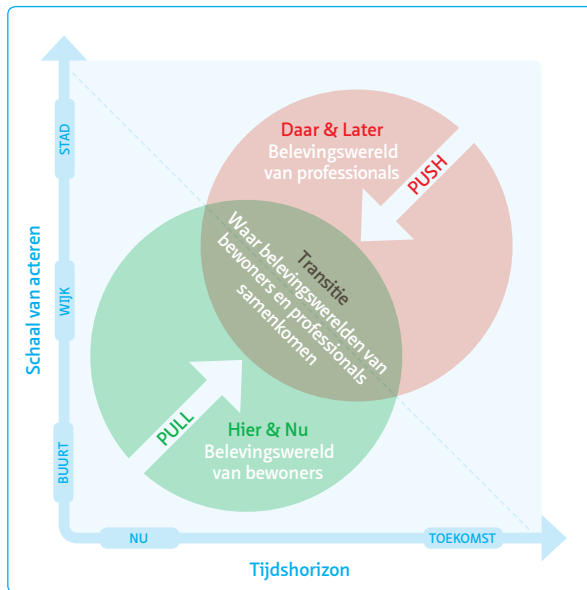 Schaal van acteren
STAD
WIJK
BUURT
Daar & Later
Belevingswereld
van professionals
PUSH
Transitie
Waar belevingswerelden van
bewoners en professionals
samenkomen
PULL
Hier & Nu
Belevingswereld
van bewoners
NU
TOEKOMST
Tijdshorizon